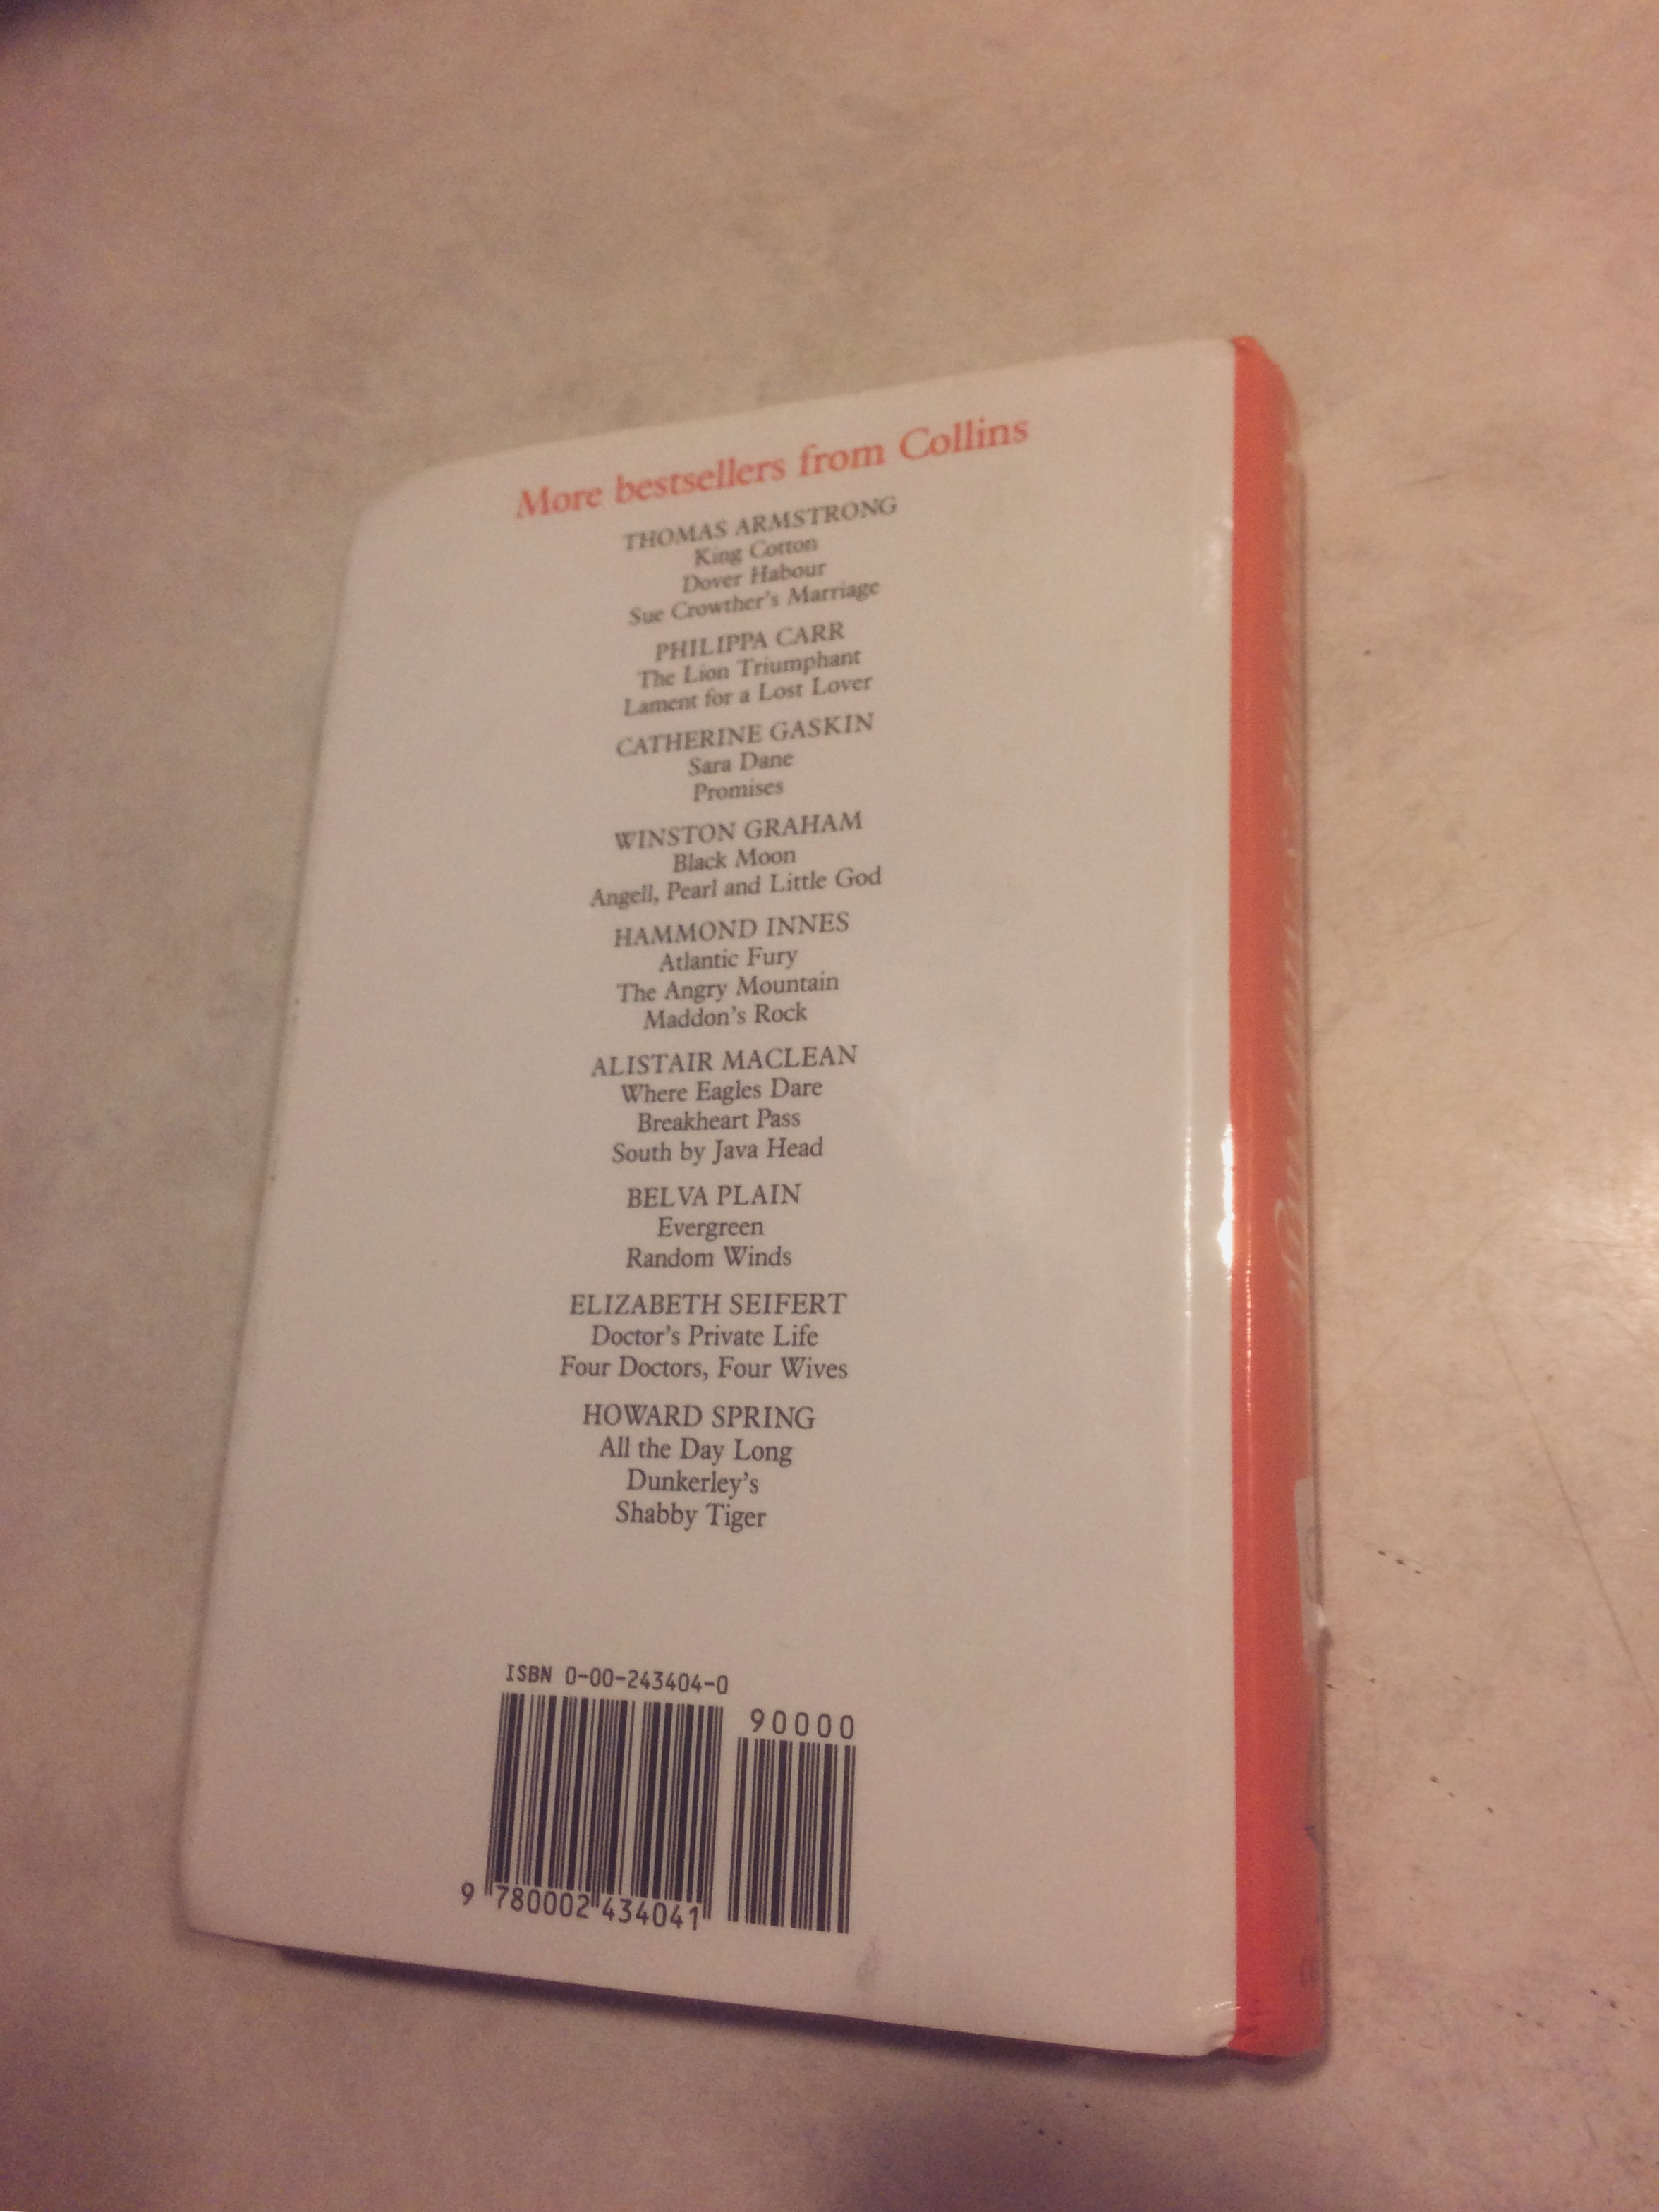 More bestsellers from Collins
THOMAS ARMSTRONG
King Cotton
Dover Habour
Sue Crowther's Marriage
PHILIPPA CARR
The Lion Triumphant
Lament for a Lost Lover
CATHERINE GASKIN
Sara Dane
Promises
WINSTON GRAHAM
Black Moon
Angell, Pearl and Little God
HAMMOND INNES
Atlantic Fury
The Angry Mountain
Maddon's Rock
ALISTAIR MACLEAN
Where Eagles Dare
Breakheart Pass
South by Java Head
BELVA PLAIN
Evergreen
Random Winds
ELIZABETH SEIFERT
Doctor's Private Life
Four Doctors, Four Wives
HOWARD SPRING
All the Day Long
Dunkerley's
Shabby Tiger
ISBN 0-00-243404-0
90000
9 780002 434041